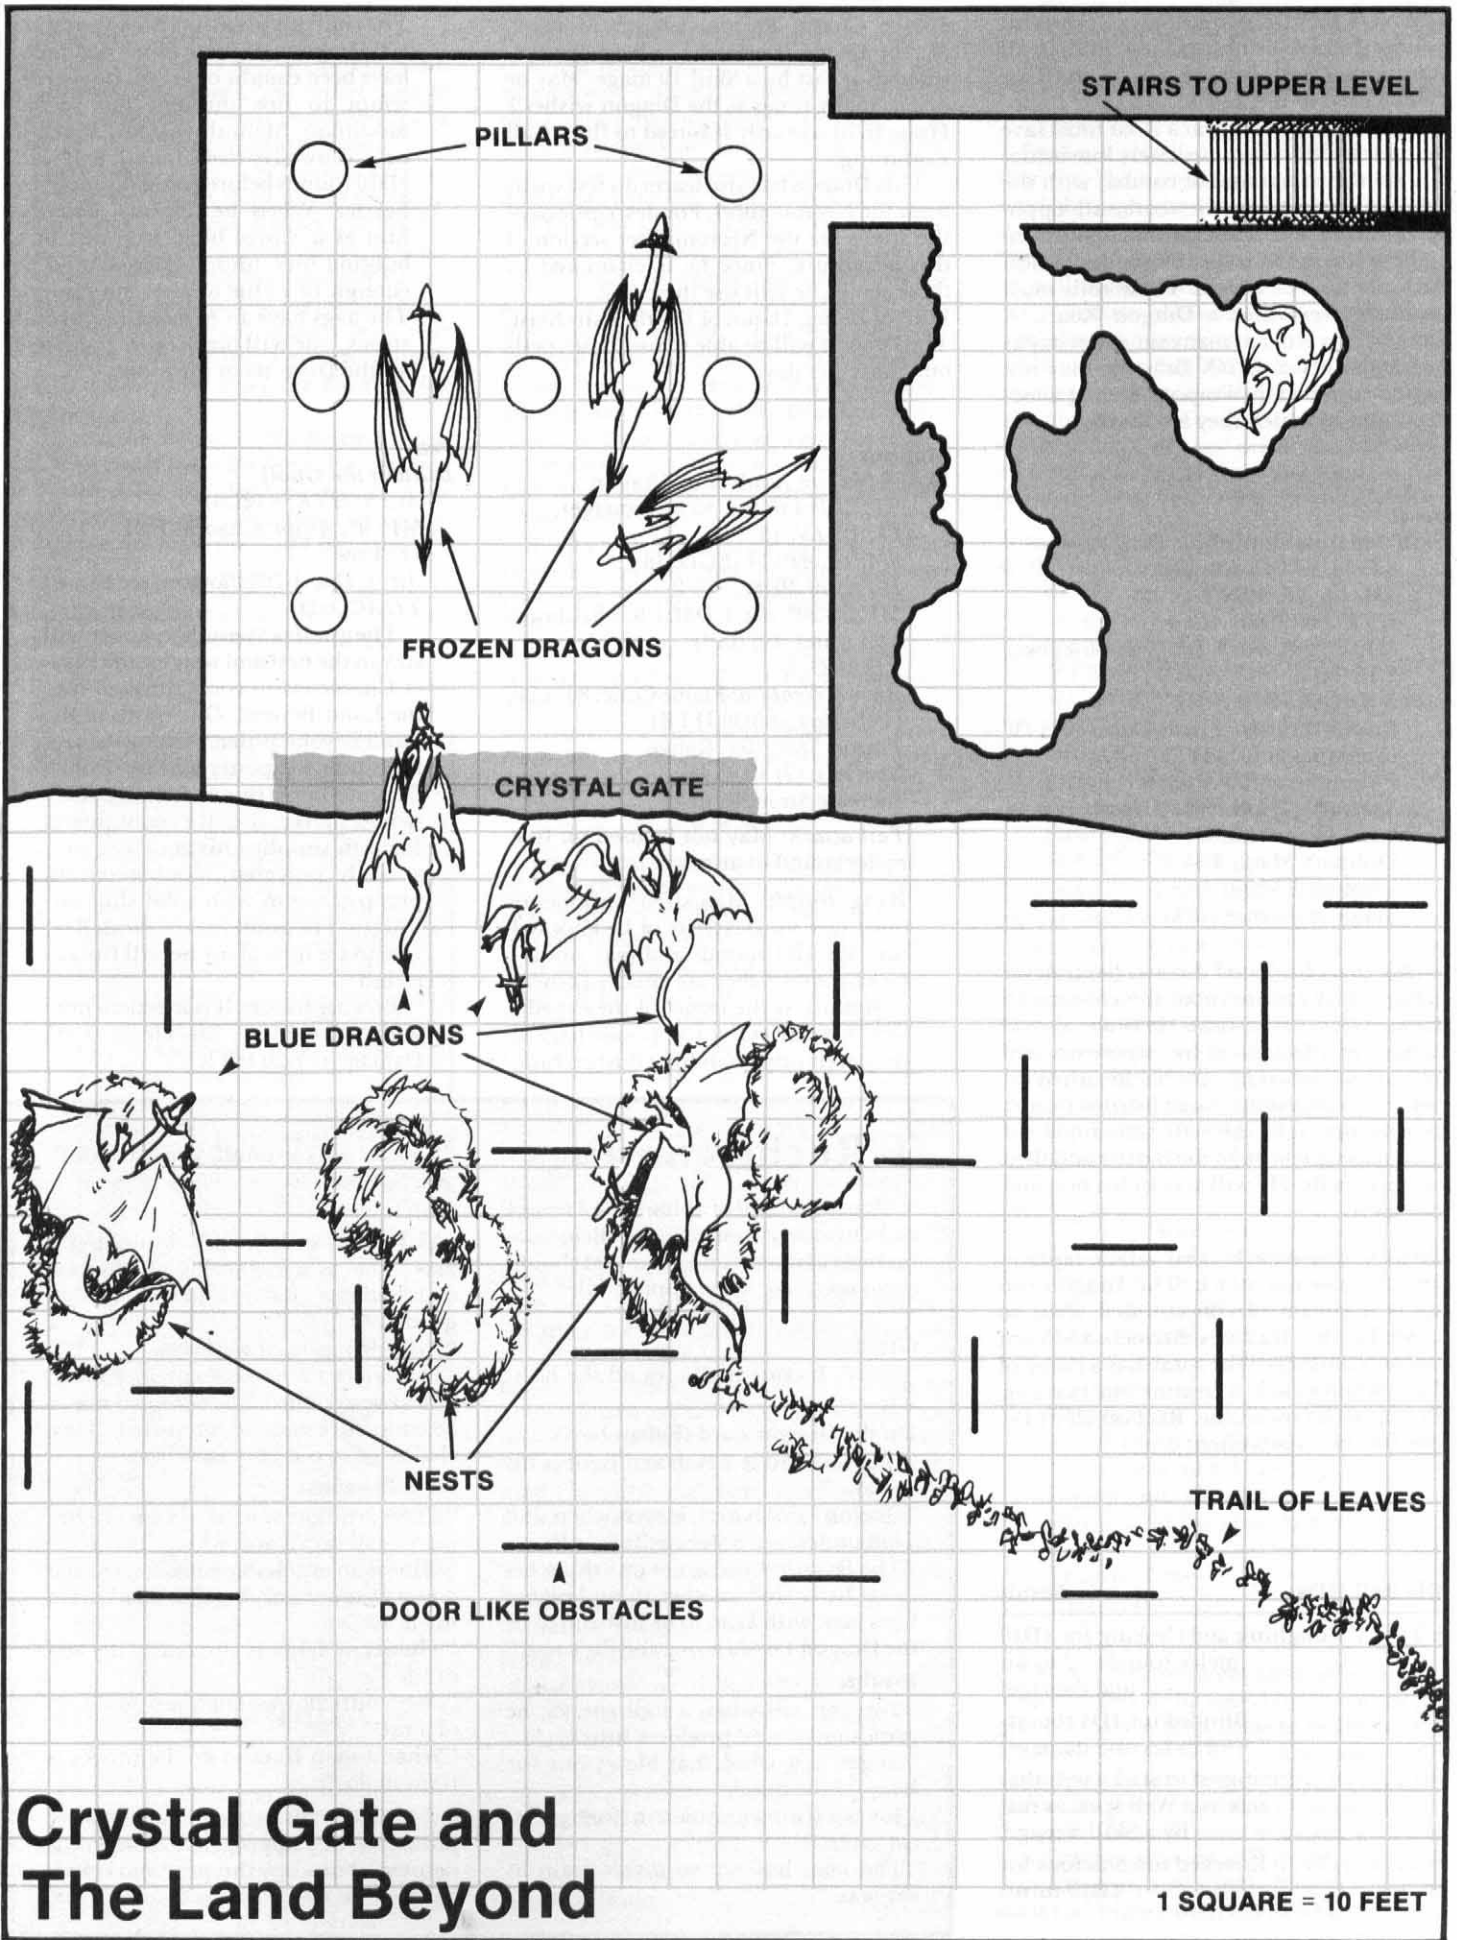 STAIRS TO UPPER LEVEL
PILLARS
FROZEN DRAGONS
CRYSTAL GATE
BLUE DRAGONS
NESTS
TRAIL OF LEAVES
DOOR LIKE OBSTACLES
Crystal Gate and
The Land Beyond
1 SQUARE = 10 FEET